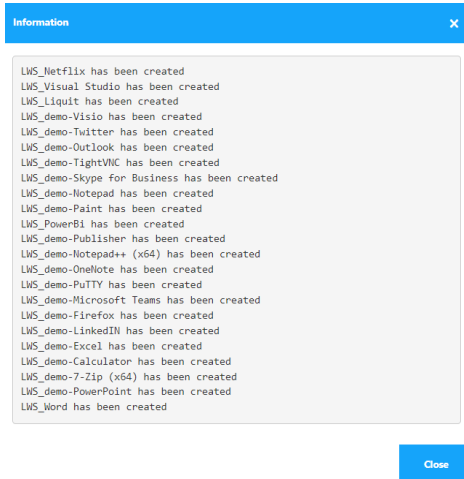 Information
LWS_Netflix has been created
LWS_Visual Studio has been created
LWS_Liquit has been created
LWS_demo-Visio has been created
LWS_demo-Twitter has been created
LWS_demo-Outlook has been created
LWS_demo-TightVNC has been created
LWS_demo-Skype for Business has been created
LWS_demo-Notepad has been created
LWS_demo-Paint has been created
LWS_PowerBi has been created
LWS_demo-Publisher has been created
LWS_demo-Notepad++ (x64) has been created
LWS_demo-OneNote has been created
LWS_demo-PuTTY has been created
LWS_demo-Microsoft Teams has been created
LWS_demo-Firefox has been created
LWS_demo-LinkedIN has been created
LWS_demo-Excel has been created
LWS_demo-Calculator has been created
LWS_demo-7-Zip (x64) has been created
LWS_demo-PowerPoint has been created
LWS_Word has been created
Close